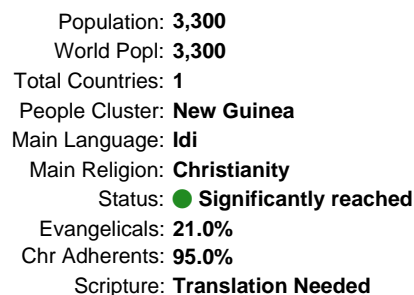 Population: 3,300
World Popl: 3,300
Total Countries: 1
People Cluster: New Guinea
Main Language: Idi
Main Religion: Christianity
Status: Significantly reached
Evangelicals: 21.0%
Chr Adherents: 95.0%
Scripture: Translation Needed